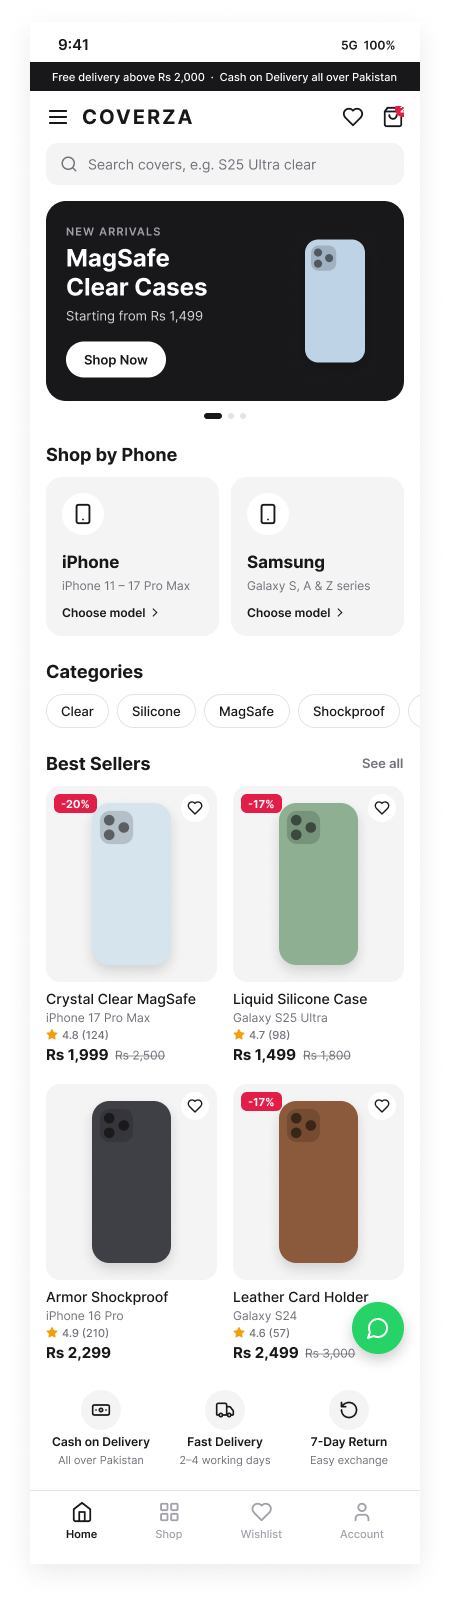 9:41
5G 100%
Free delivery above Rs 2,000 · Cash on Delivery all over Pakistan
COVERZA
Search covers, e.g. S25 Ultra clear
NEW ARRIVALS
MagSafe
Clear Cases
Starting from Rs 1,499
Shop Now
Shop by Phone
iPhone
iPhone 11 – 17 Pro Max
Choose model
Samsung
Galaxy S, A & Z series
Choose model
Categories
Clear
Silicone
MagSafe
Shockproof
Best Sellers
See all
-20%
Crystal Clear MagSafe
iPhone 17 Pro Max
4.8 (124)
Rs 1,999 Rs 2,500
-17%
Liquid Silicone Case
Galaxy S25 Ultra
4.7 (98)
Rs 1,499 Rs 1,800
Armor Shockproof
iPhone 16 Pro
4.9 (210)
Rs 2,299
-17%
Leather Card Holder
Galaxy S24
4.6 (57)
Rs 2,499 Rs 3,000
Cash on Delivery
All over Pakistan
Fast Delivery
2–4 working days
7-Day Return
Easy exchange
Home
Shop
Wishlist
Account